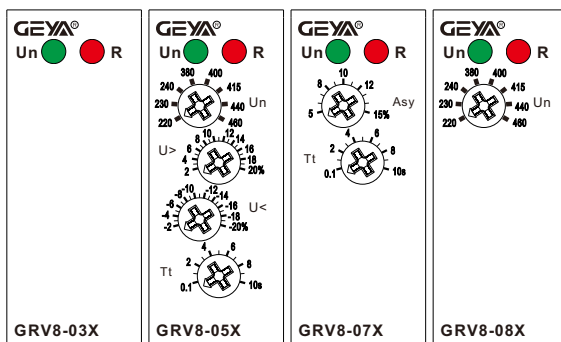 GEYA®
Un R
GRV8-03X
GEYA®
Un R
220 230 240 380 400 415 440 460 Un
U> 2 4 6 8 10 12 14 16 18 20%
-2 -4 -6 -8 -10 -12 -14 -16 -18 -20% U<
Tt 0.1 2 4 6 8 10s
GRV8-05X
GEYA®
Un R
5 8 10 12 15% Asy
Tt 0.1 2 4 6 8 10s
GRV8-07X
GEYA®
Un R
220 230 240 380 400 415 440 460 Un
GRV8-08X